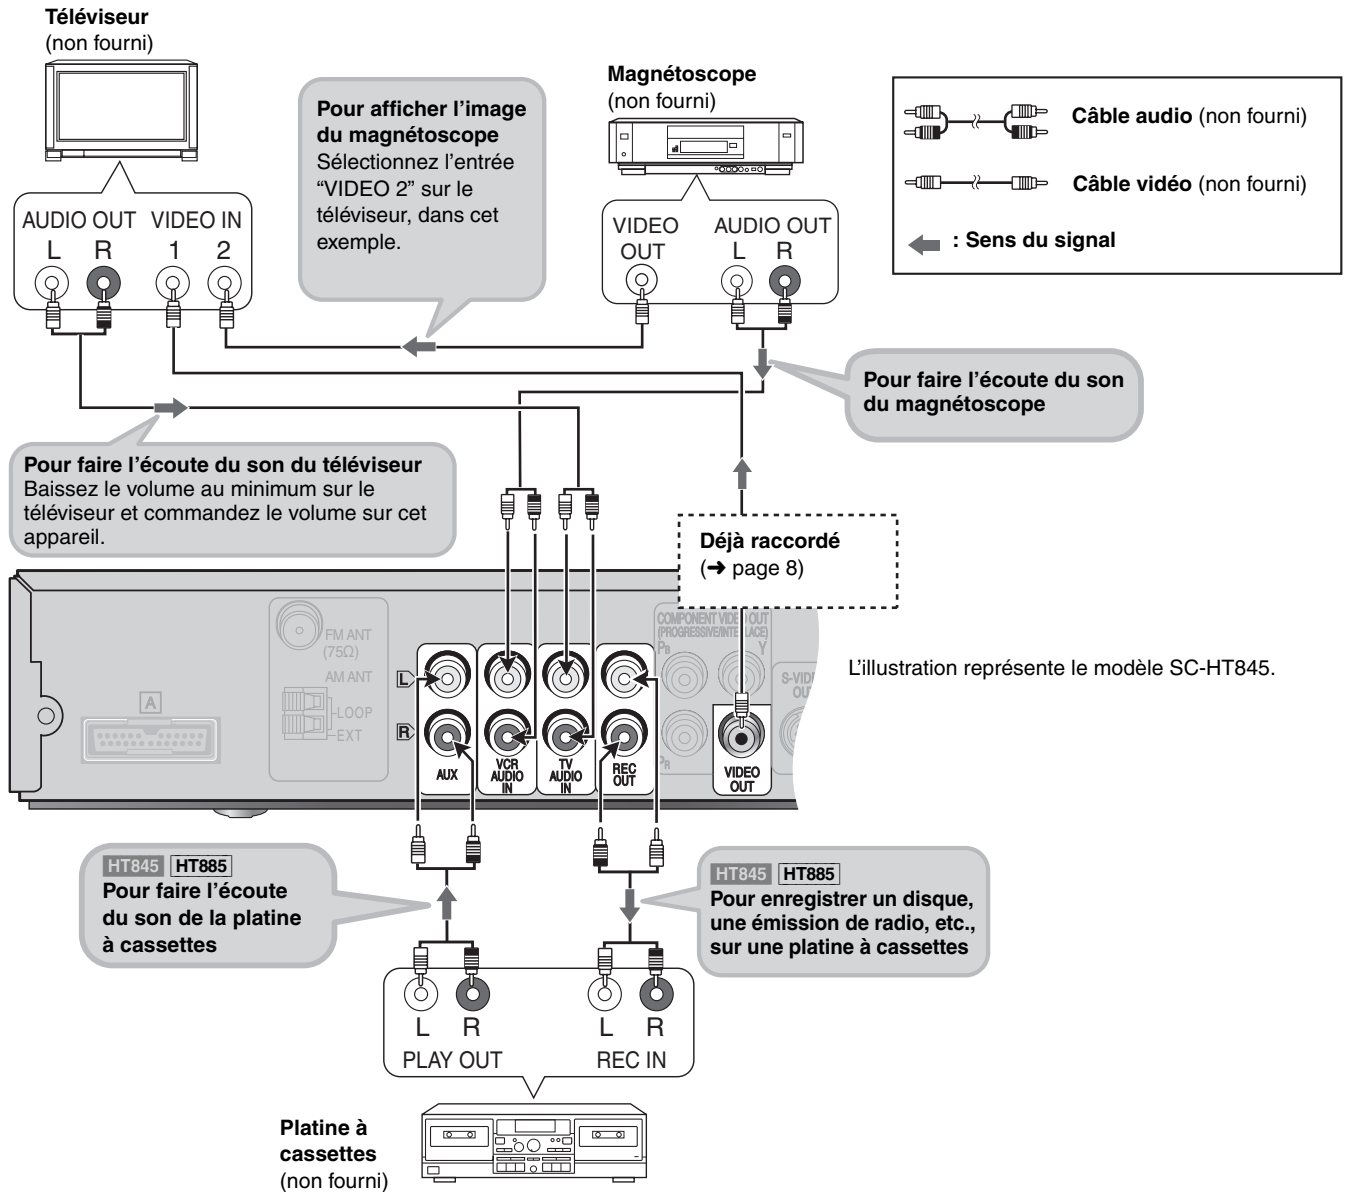 Téléviseur
(non fourni)
Pour afficher l’image
du magnétoscope
Sélectionnez l’entrée
“VIDEO 2” sur le
téléviseur, dans cet
exemple.
Magnétoscope
(non fourni)
Câble audio (non fourni)
Câble vidéo (non fourni)
: Sens du signal
AUDIO OUT VIDEO IN
L R 1 2
VIDEO
OUT
AUDIO OUT
L R
Pour faire l’écoute du son
du magnétoscope
Pour faire l’écoute du son du téléviseur
Baissez le volume au minimum sur le
téléviseur et commandez le volume sur cet
appareil.
Déjà raccordé
(➜ page 8)
L’illustration représente le modèle SC-HT845.
A
FM ANT
(75Ω)
AM ANT
LOOP
EXT
L
R
AUX
VCR
AUDIO
IN
TV
AUDIO
IN
REC
OUT
COMPONENT VIDEO OUT
(PROGRESSIVE/INTERLACE)
PB
Y
PR
VIDEO
OUT
HT845 HT885
Pour faire l’écoute
du son de la platine
à cassettes
HT845 HT885
Pour enregistrer un disque,
une émission de radio, etc.,
sur une platine à cassettes
L R
PLAY OUT
L R
REC IN
Platine à
cassettes
(non fourni)